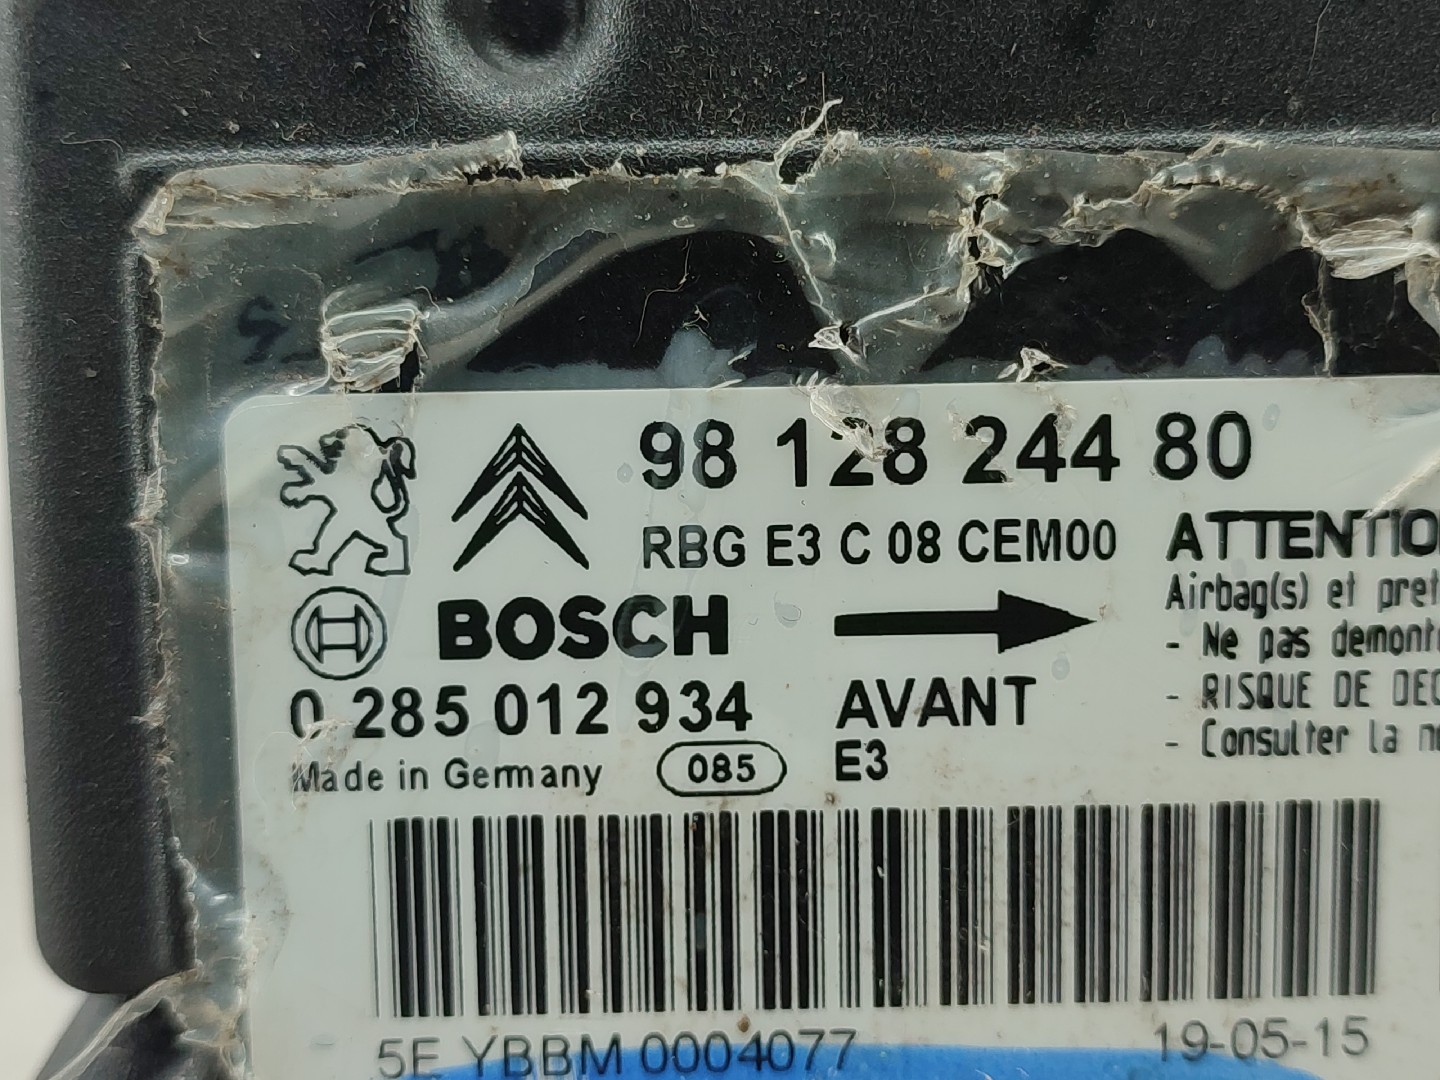 98 128 244 80
RBG E3 C 08 CEM00
BOSCH
0 285 012 934
Made in Germany
085
AVANT
E3
ATTENTIO
Airbag(s) et pret
- Ne pas demont
- RISQUE DE DEC
- Consulter la
5E YBBM 0004077
19-05-15